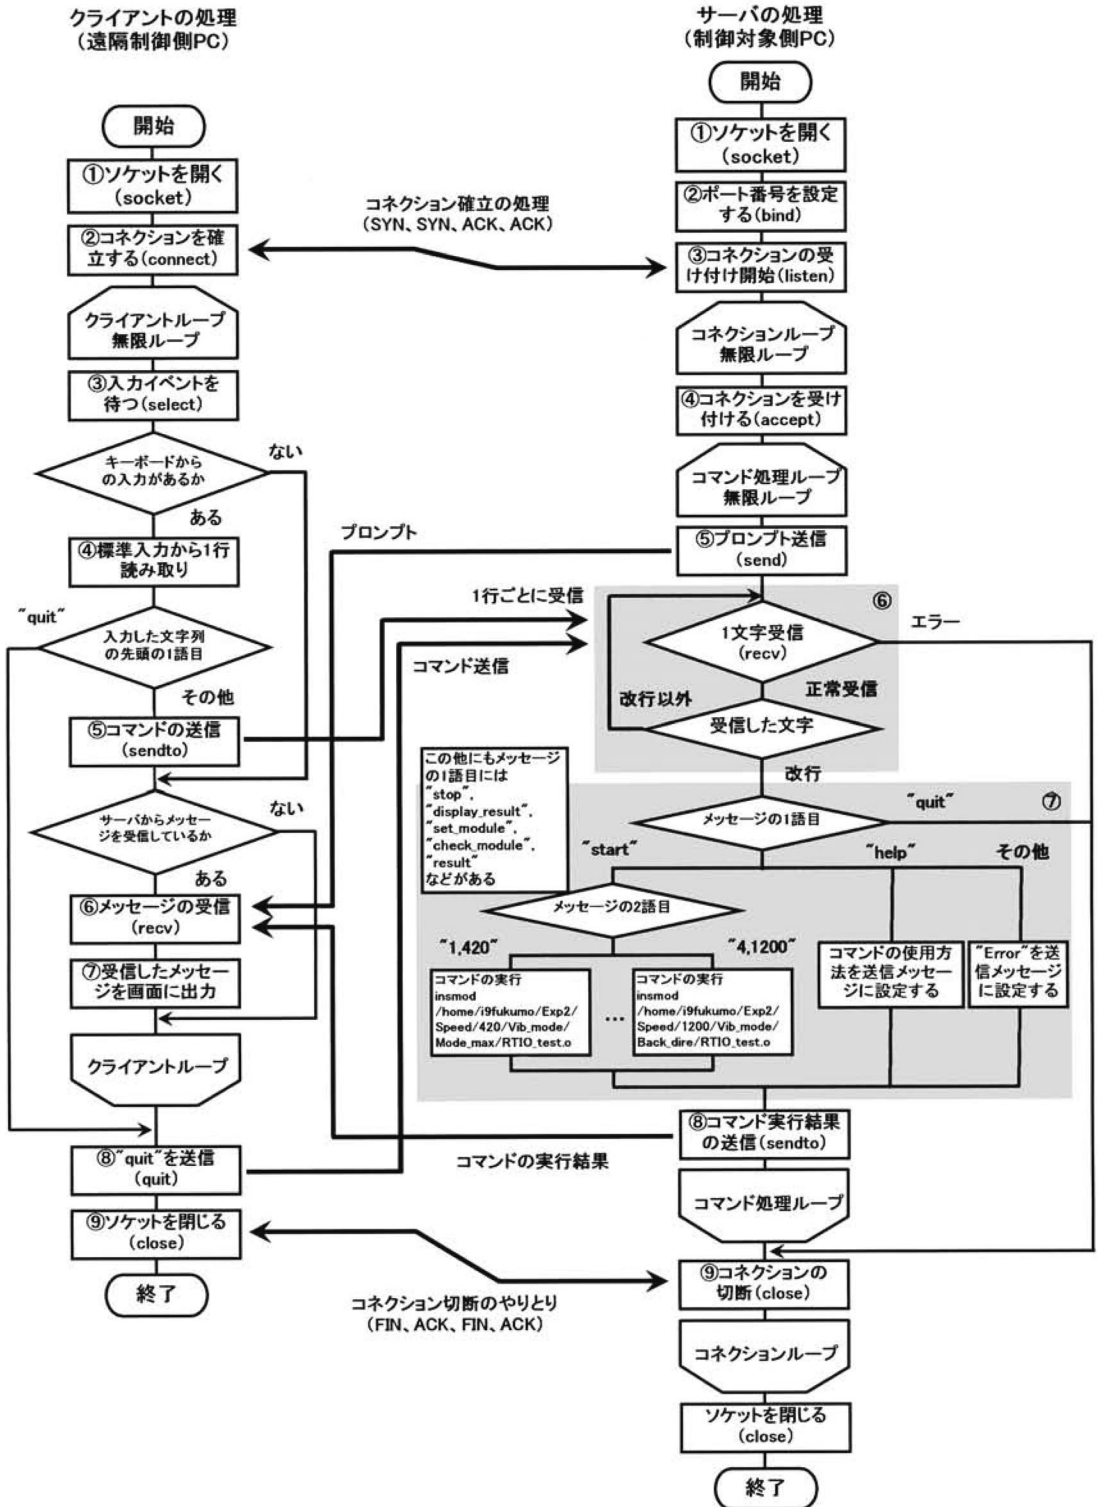 クライアントの処理
(遠隔制御側PC)
開始
①ソケットを開く
(socket)
②コネクションを確
立する(connect)
クライアントループ
無限ループ
③入力イベントを
待つ(select)
キーボードから
の入力があるか
ない
ある
④標準入力から1行
読み取り
"quit"
入力した文字列
の先頭の1語目
その他
⑤コマンドの送信
(sendto)
サーバからメッセー
ジを受信しているか
ない
ある
⑥メッセージの受信
(recv)
⑦受信したメッセー
ジを画面に出力
クライアントループ
⑧"quit"を送信
(quit)
⑨ソケットを閉じる
(close)
終了
コネクション確立の処理
(SYN、SYN、ACK、ACK)
プロンプト
1行ごとに受信
コマンド送信
コマンドの実行結果
コネクション切断のやりとり
(FIN、ACK、FIN、ACK)
サーバの処理
(制御対象側PC)
開始
①ソケットを開く
(socket)
②ポート番号を設定
する(bind)
③コネクションの受
け付け開始(listen)
コネクションループ
無限ループ
④コネクションを受け
付ける(accept)
コマンド処理ループ
無限ループ
⑤プロンプト送信
(send)
⑥
1文字受信
(recv)
エラー
正常受信
改行以外
受信した文字
改行
この他にもメッセージ
の1語目には
"stop",
"display_result",
"set_module",
"check_module",
"result"
などがある
⑦
メッセージの1語目
"quit"
"start"
"help"
その他
メッセージの2語目
"1,420"
"4,1200"
コマンドの実行
insmod
/home/i9fukumo/Exp2/
Speed/420/Vib_mode/
Mode_max/RTIO_test.o
…
コマンドの実行
insmod
/home/i9fukumo/Exp2/
Speed/1200/Vib_mode/
Back_dire/RTIO_test.o
コマンドの使用方
法を送信メッセー
ジに設定する
"Error"を送
信メッセージ
に設定する
⑧コマンド実行結果
の送信(sendto)
コマンド処理ループ
⑨コネクションの
切断(close)
コネクションループ
ソケットを閉じる
(close)
終了